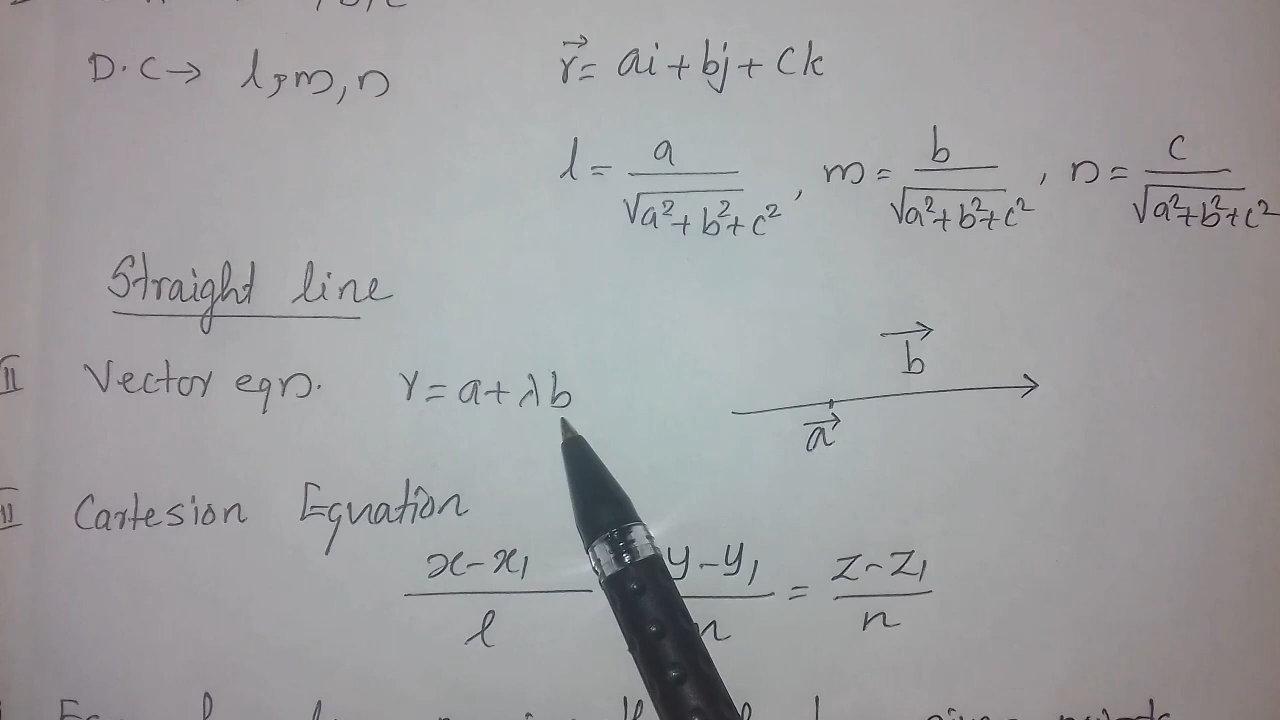 D.C → l, m, n
r⃗ = ai + bj + ck
l = a/√a²+b²+c² , m = b/√a²+b²+c² , n = c/√a²+b²+c²
Straight line
II Vector eqn. r = a + λb
b⃗
a⃗
II Cartesion Equation
x-x₁/l y-y₁/ = z-z₁/n